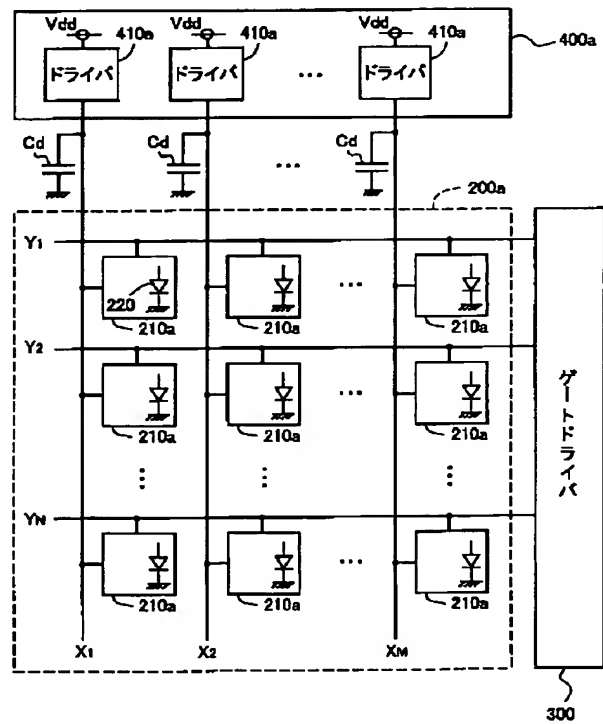 Vdd 410a Vdd 410a Vdd 410a
400a
ドライバ ドライバ ... ドライバ
Cd Cd ... Cd
200a
Y1
220
210a 210a ... 210a
Y2
210a 210a ... 210a
ゲートドライバ
YN
210a 210a ... 210a
X1 X2 XM
300